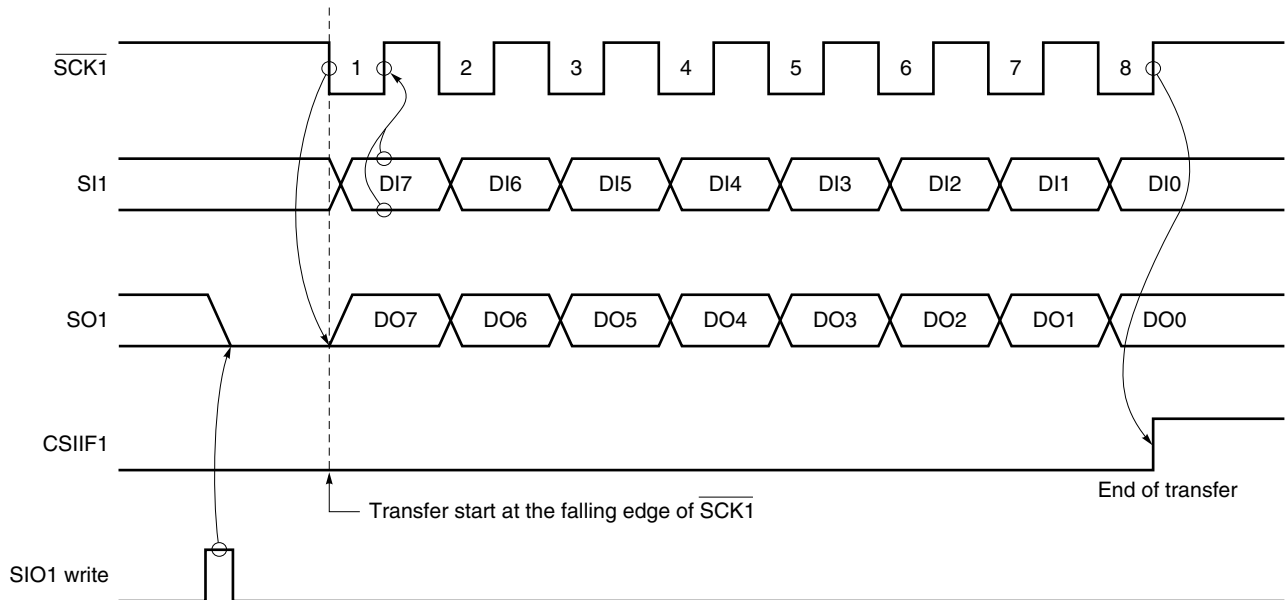 SCK1 1 2 3 4 5 6 7 8
SI1 DI7 DI6 DI5 DI4 DI3 DI2 DI1 DI0
SO1 DO7 DO6 DO5 DO4 DO3 DO2 DO1 DO0
CSIIF1
End of transfer
Transfer start at the falling edge of SCK1
SIO1 write